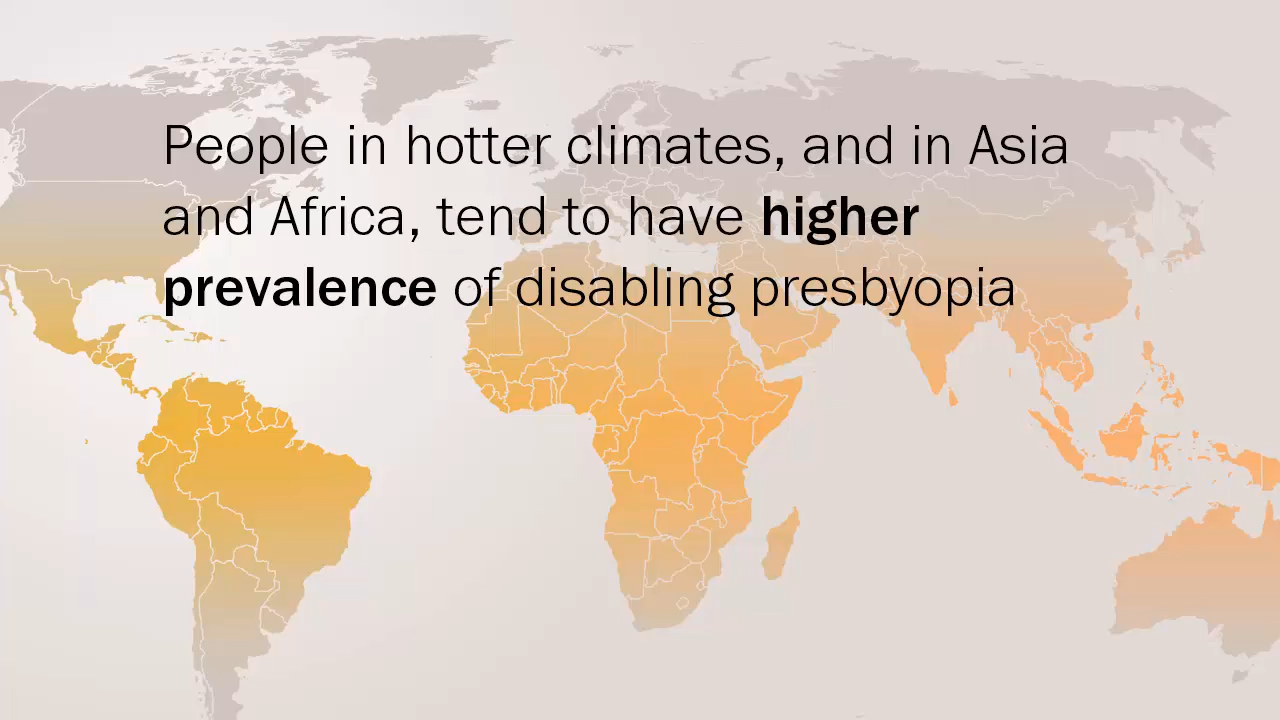 People in hotter climates, and in Asia
and Africa, tend to have higher
prevalence of disabling presbyopia